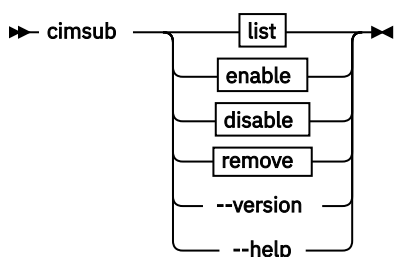 cimsub list
enable
disable
remove
--version
--help